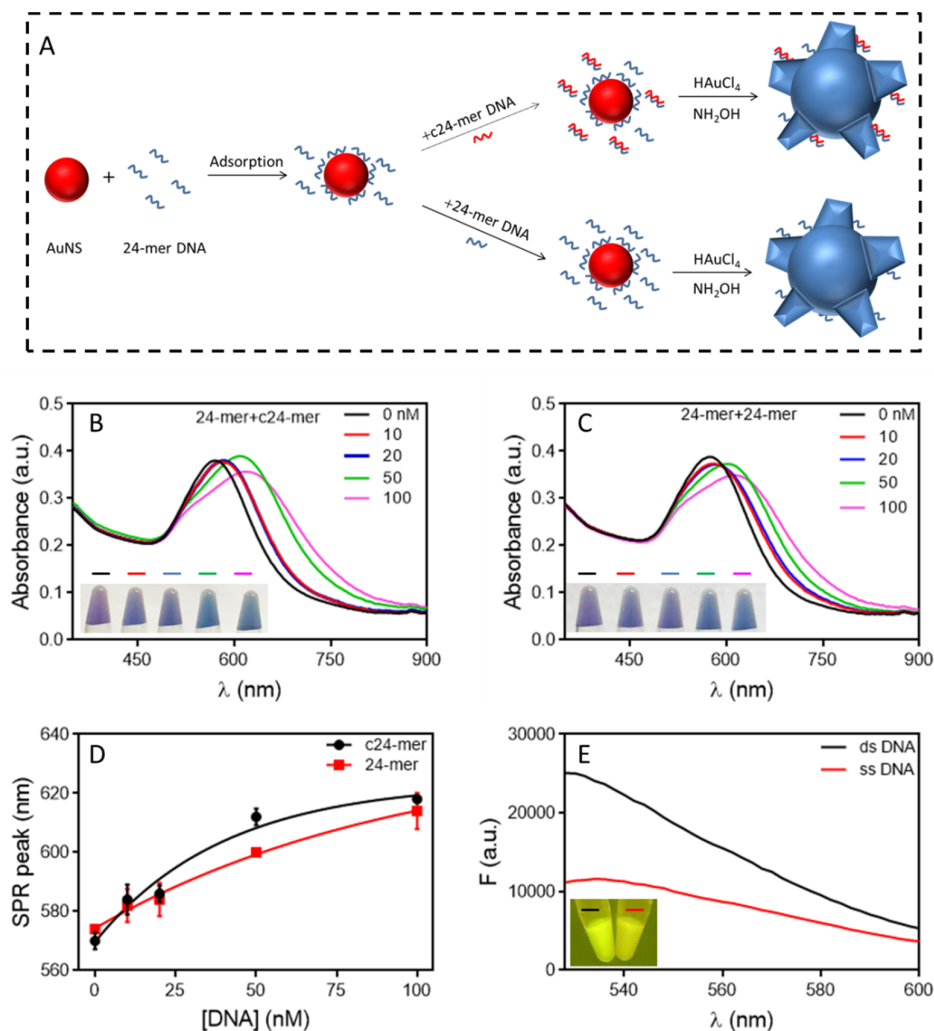 A
+c24-mer DNA
HAuCl4
NH2OH
+
Adsorption
AuNS
24-mer DNA
+24-mer DNA
HAuCl4
NH2OH
B
24-mer+c24-mer
0 nM
10
20
50
100
Absorbance (a.u.)
0.5
0.4
0.3
0.2
0.1
0.0
450
600
750
900
λ (nm)
C
24-mer+24-mer
0 nM
10
20
50
100
Absorbance (a.u.)
0.5
0.4
0.3
0.2
0.1
0.0
450
600
750
900
λ (nm)
D
c24-mer
24-mer
SPR peak (nm)
640
620
600
580
560
0
25
50
75
100
[DNA] (nM)
E
ds DNA
ss DNA
F (a.u.)
30000
20000
10000
0
540
560
580
600
λ (nm)